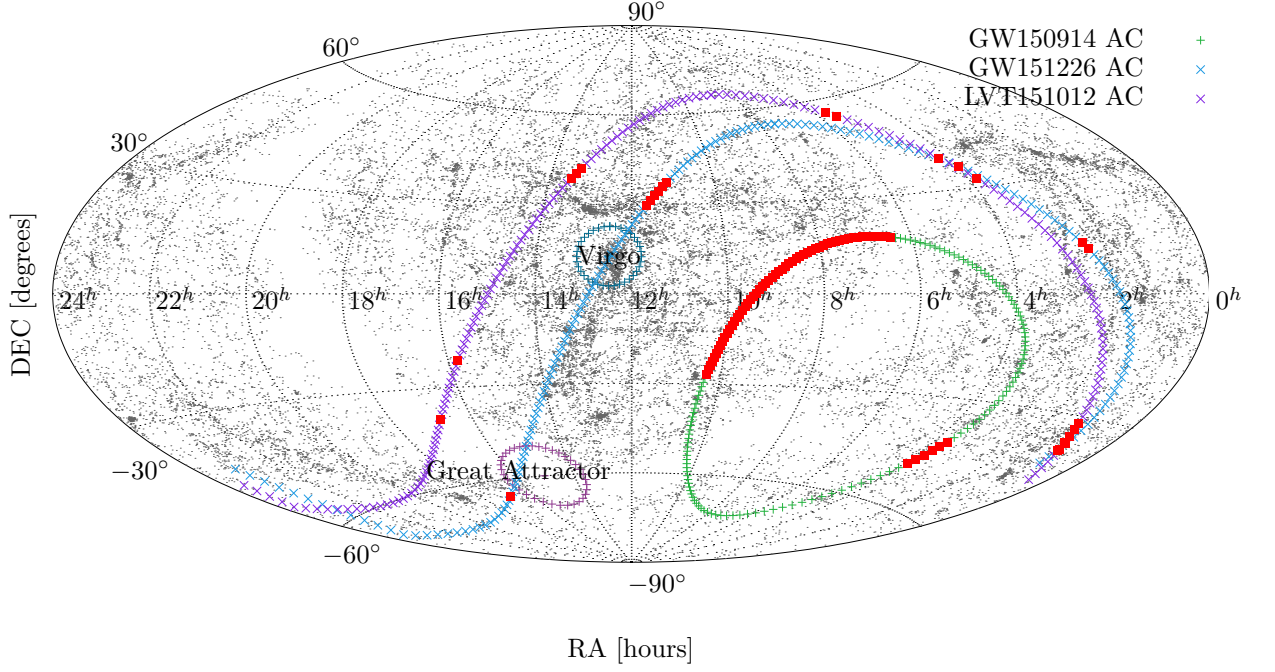 90°
60°
GW150914 AC
GW151226 AC
LVT151012 AC
30°
Virgo
24ʰ 22ʰ 20ʰ 18ʰ 16ʰ 14ʰ 12ʰ 10ʰ 8ʰ 6ʰ 4ʰ 2ʰ 0ʰ
DEC [degrees]
−30°
Great Attractor
−60°
−90°
RA [hours]